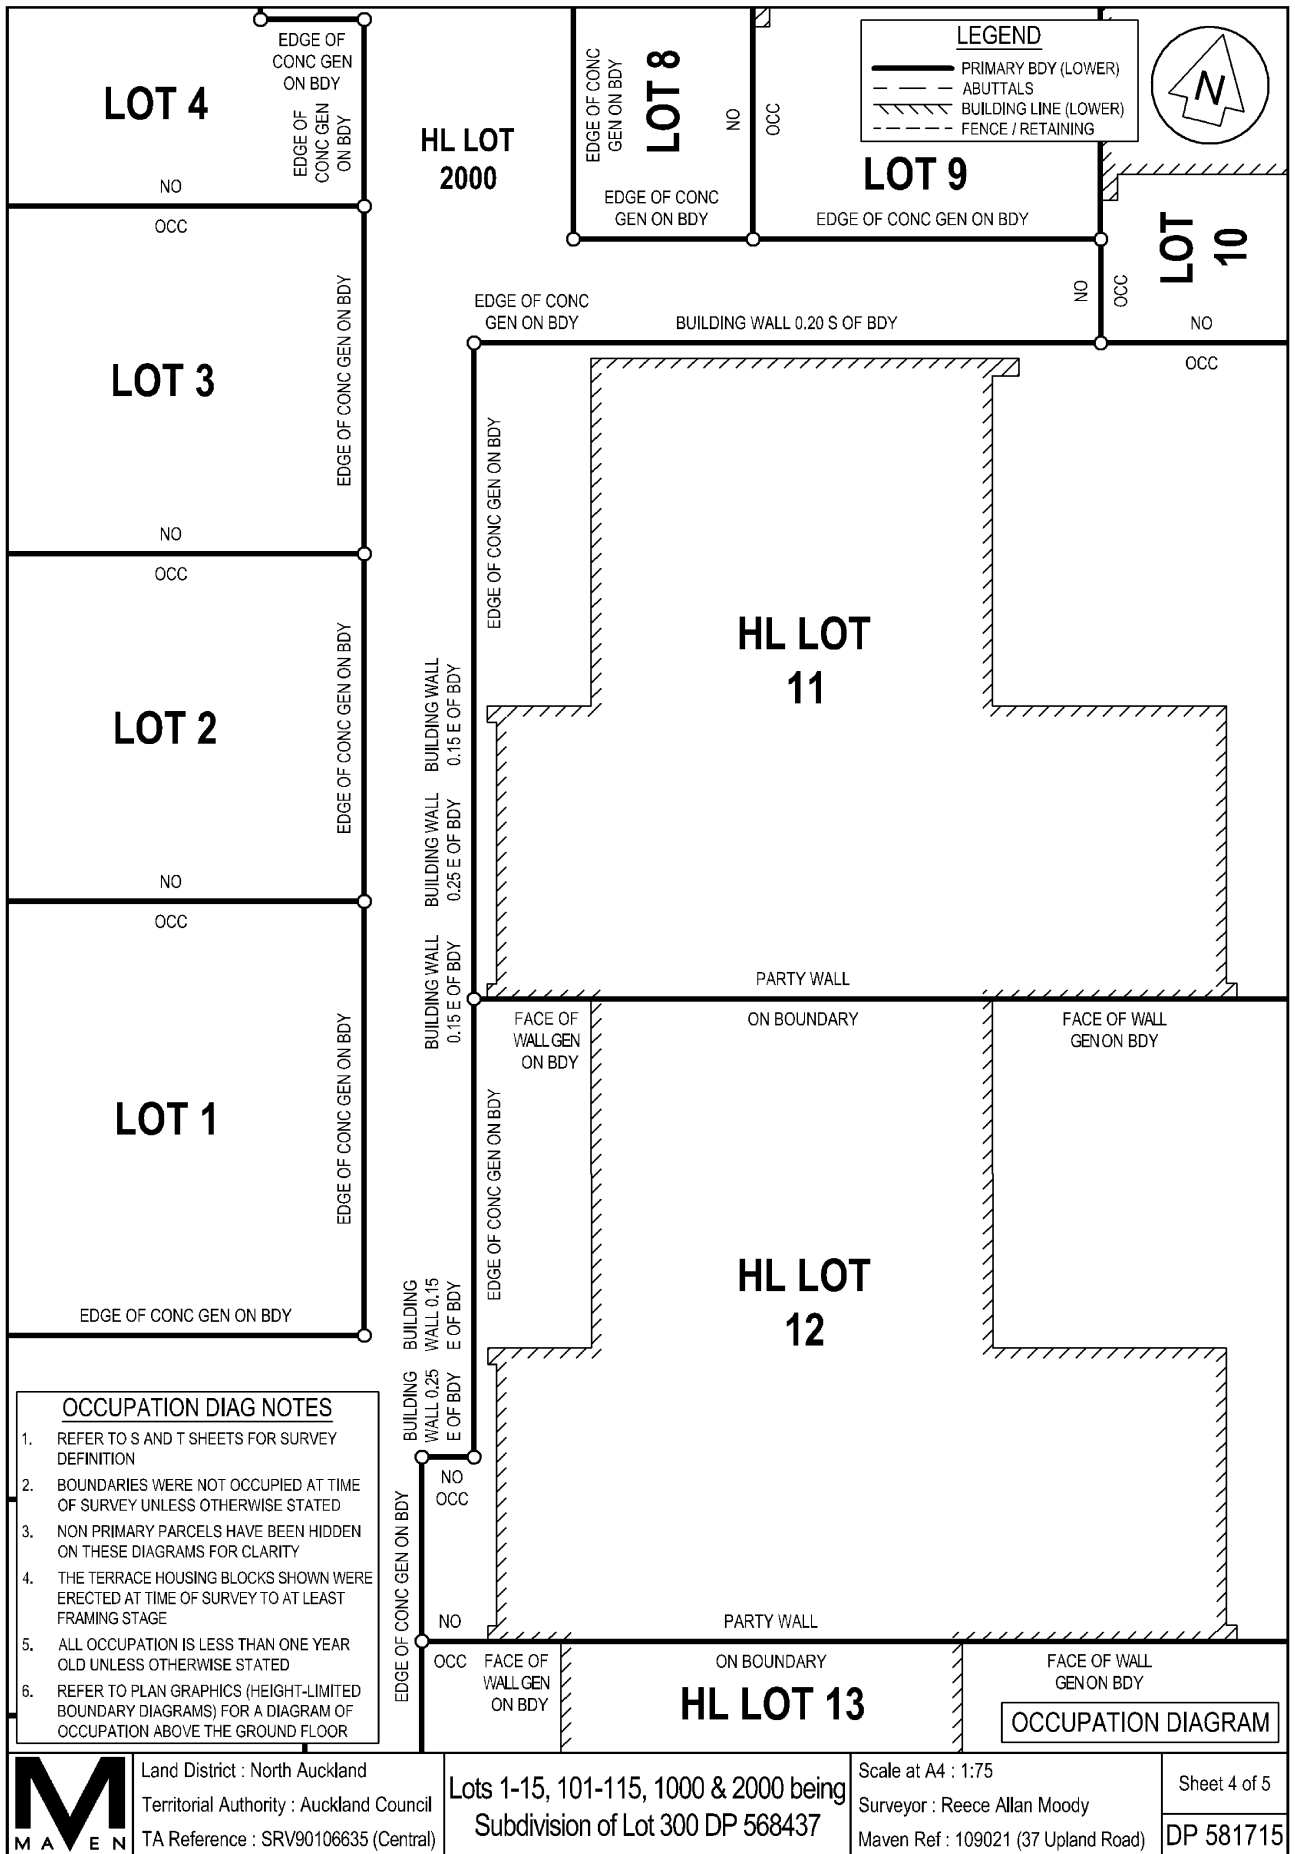 EDGE OF
CONC GEN
ON BDY
LOT 4
EDGE OF
CONC GEN
ON BDY
NO
OCC
HL LOT
2000
EDGE OF CONC
GEN ON BDY
LOT 8
NO
OCC
EDGE OF CONC
GEN ON BDY
LEGEND
PRIMARY BDY (LOWER)
ABUTTALS
BUILDING LINE (LOWER)
FENCE / RETAINING
N
LOT 9
EDGE OF CONC GEN ON BDY
LOT
10
NO
OCC
NO
OCC
EDGE OF CONC
GEN ON BDY
BUILDING WALL 0.20 S OF BDY
LOT 3
EDGE OF CONC GEN ON BDY
NO
OCC
EDGE OF CONC GEN ON BDY
HL LOT
11
LOT 2
EDGE OF CONC GEN ON BDY
BUILDING WALL
0.15 E OF BDY
BUILDING WALL
0.25 E OF BDY
BUILDING WALL
0.15 E OF BDY
NO
OCC
PARTY WALL
ON BOUNDARY
FACE OF
WALL GEN
ON BDY
FACE OF WALL
GEN ON BDY
LOT 1
EDGE OF CONC GEN ON BDY
EDGE OF CONC GEN ON BDY
EDGE OF CONC GEN ON BDY
HL LOT
12
BUILDING
WALL 0.15
E OF BDY
BUILDING
WALL 0.25
E OF BDY
NO
OCC
EDGE OF CONC GEN ON BDY
NO
OCC
PARTY WALL
ON BOUNDARY
FACE OF
WALL GEN
ON BDY
FACE OF WALL
GEN ON BDY
HL LOT 13
OCCUPATION DIAG NOTES
1. REFER TO S AND T SHEETS FOR SURVEY
DEFINITION
2. BOUNDARIES WERE NOT OCCUPIED AT TIME
OF SURVEY UNLESS OTHERWISE STATED
3. NON PRIMARY PARCELS HAVE BEEN HIDDEN
ON THESE DIAGRAMS FOR CLARITY
4. THE TERRACE HOUSING BLOCKS SHOWN WERE
ERECTED AT TIME OF SURVEY TO AT LEAST
FRAMING STAGE
5. ALL OCCUPATION IS LESS THAN ONE YEAR
OLD UNLESS OTHERWISE STATED
6. REFER TO PLAN GRAPHICS (HEIGHT-LIMITED
BOUNDARY DIAGRAMS) FOR A DIAGRAM OF
OCCUPATION ABOVE THE GROUND FLOOR
OCCUPATION DIAGRAM
M
MAVEN
Land District : North Auckland
Territorial Authority : Auckland Council
TA Reference : SRV90106635 (Central)
Lots 1-15, 101-115, 1000 & 2000 being
Subdivision of Lot 300 DP 568437
Scale at A4 : 1:75
Surveyor : Reece Allan Moody
Maven Ref : 109021 (37 Upland Road)
Sheet 4 of 5
DP 581715